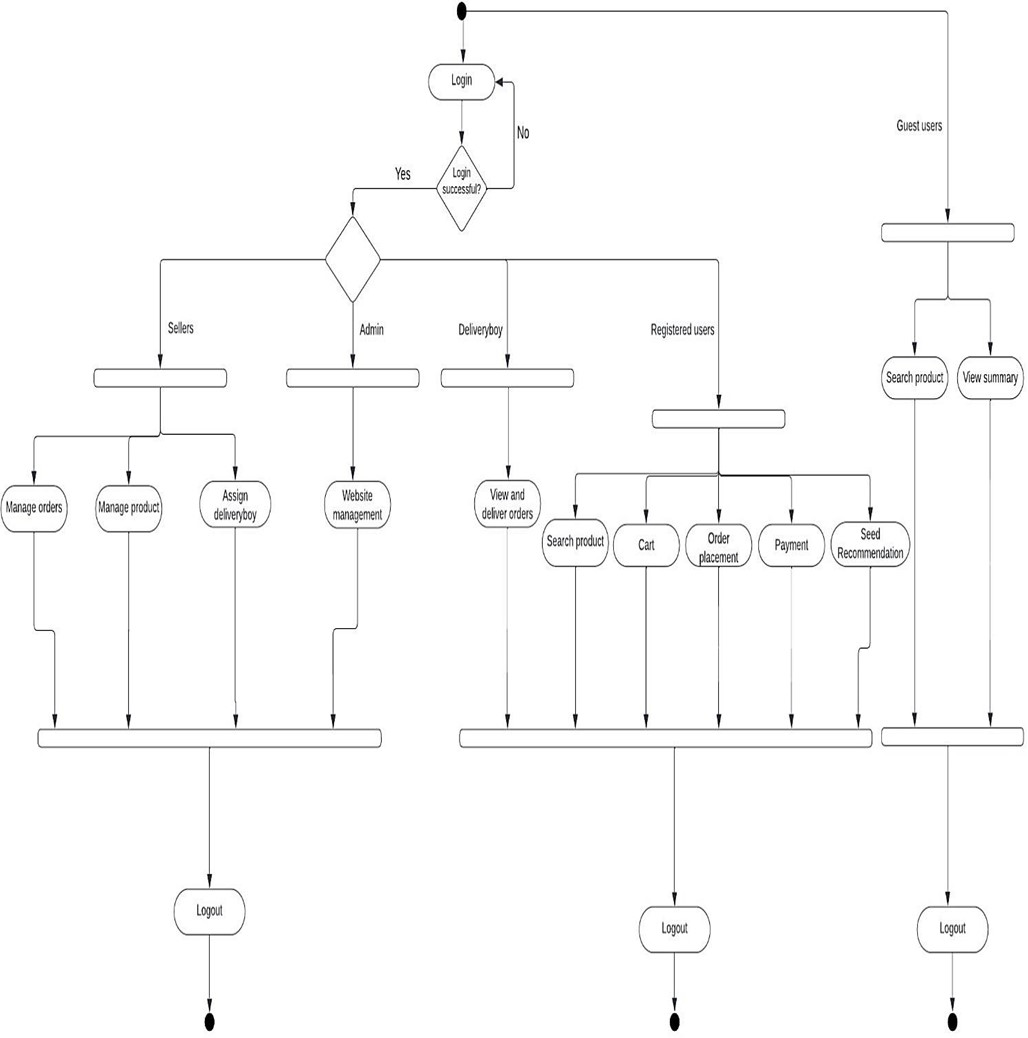 Login
No
Guest users
Yes
Login
successful?
Sellers
Admin
Deliveryboy
Registered users
Search product
View summary
Manage orders
Manage product
Assign
deliveryboy
Website
management
View and
deliver orders
Search product
Cart
Order
placement
Payment
Seed
Recommendation
Logout
Logout
Logout